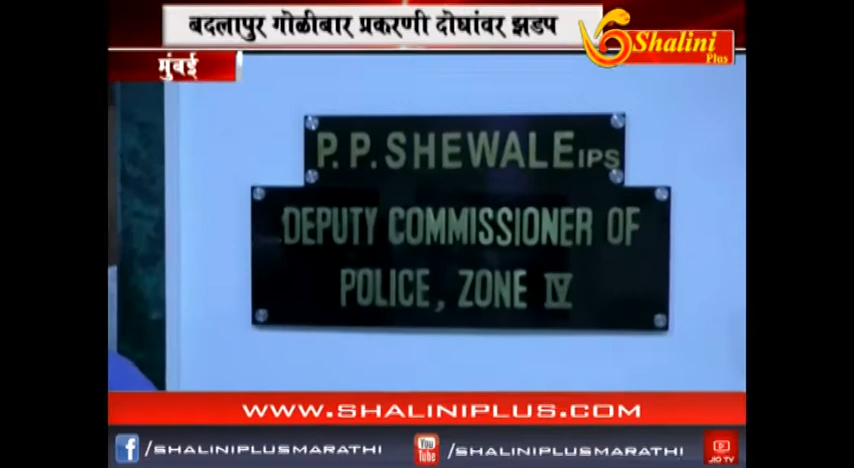 बदलापुर गोळीबार प्रकरणी दोघांवर झडप
Shalini
Plus
मुंबई
P. P. SHEWALE IPS
DEPUTY COMMISSIONER OF
POLICE, ZONE IV
WWW.SHALINIPLUS.COM
/SHALINIPLUSMARATHI
You
Tube
/SHALINIPLUSMARATHI
JIO TV